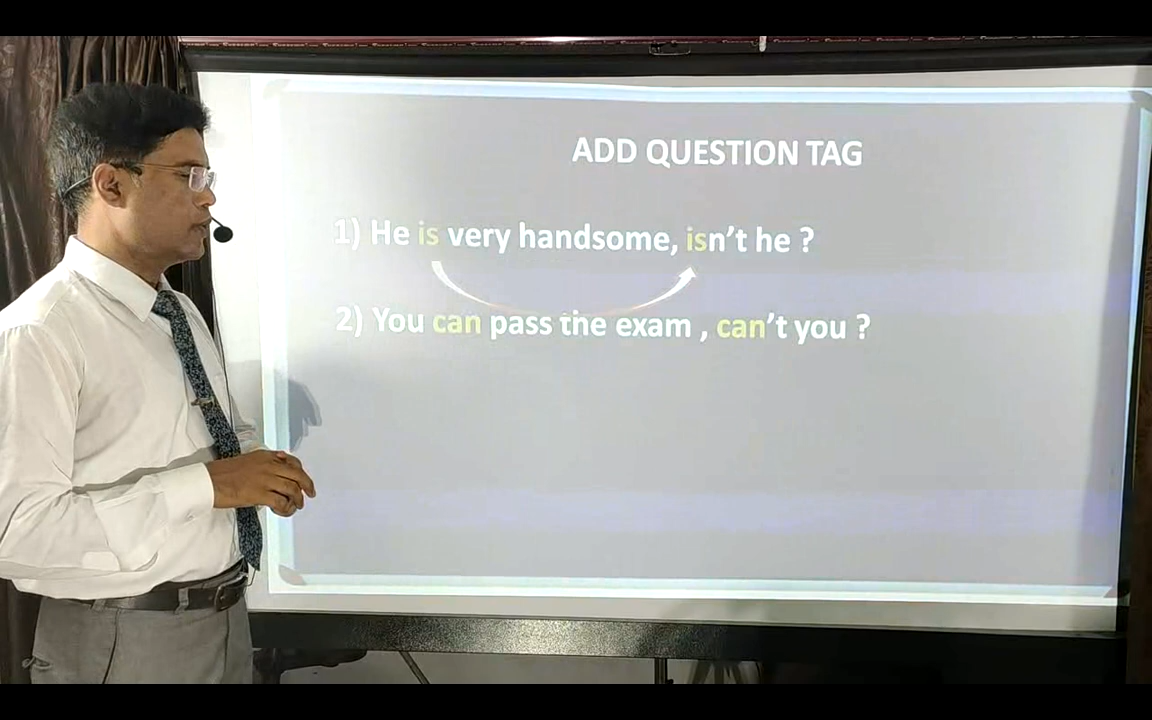 ADD QUESTION TAG
1) He is very handsome, isn't he ?
2) You can pass the exam , can't you ?